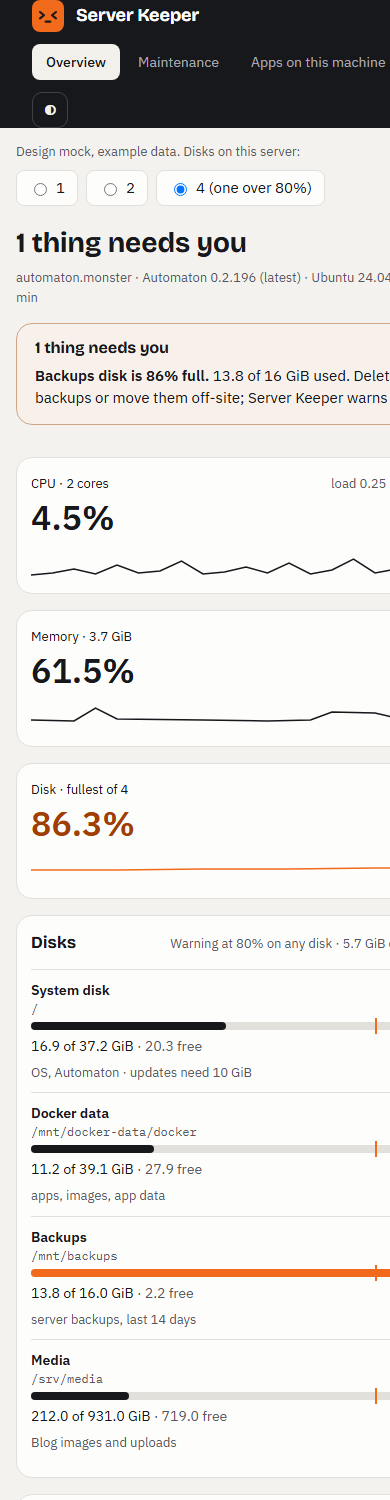 Server Keeper
Overview
Maintenance
Apps on this machine
Design mock, example data. Disks on this server:
1
2
4 (one over 80%)
1 thing needs you
automaton.monster · Automaton 0.2.196 (latest) · Ubuntu 24.04
min
1 thing needs you
Backups disk is 86% full. 13.8 of 16 GiB used. Delet
backups or move them off-site; Server Keeper warns
CPU · 2 cores
load 0.25
4.5%
Memory · 3.7 GiB
61.5%
Disk · fullest of 4
86.3%
Disks
Warning at 80% on any disk · 5.7 GiB
System disk
/
16.9 of 37.2 GiB · 20.3 free
OS, Automaton · updates need 10 GiB
Docker data
/mnt/docker-data/docker
11.2 of 39.1 GiB · 27.9 free
apps, images, app data
Backups
/mnt/backups
13.8 of 16.0 GiB · 2.2 free
server backups, last 14 days
Media
/srv/media
212.0 of 931.0 GiB · 719.0 free
Blog images and uploads